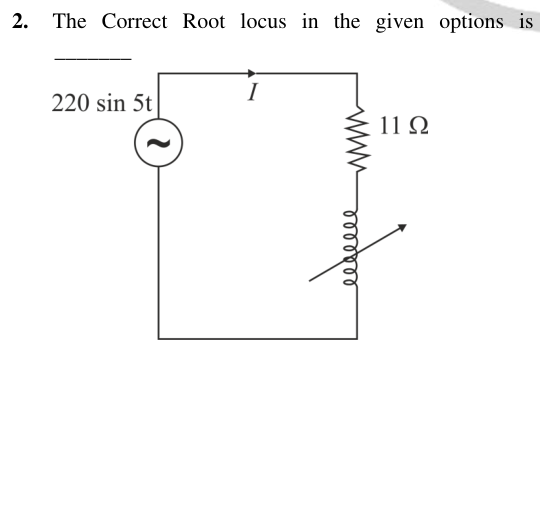 2. The Correct Root locus in the given options is
________
220 sin 5t
I
11 Ω
~